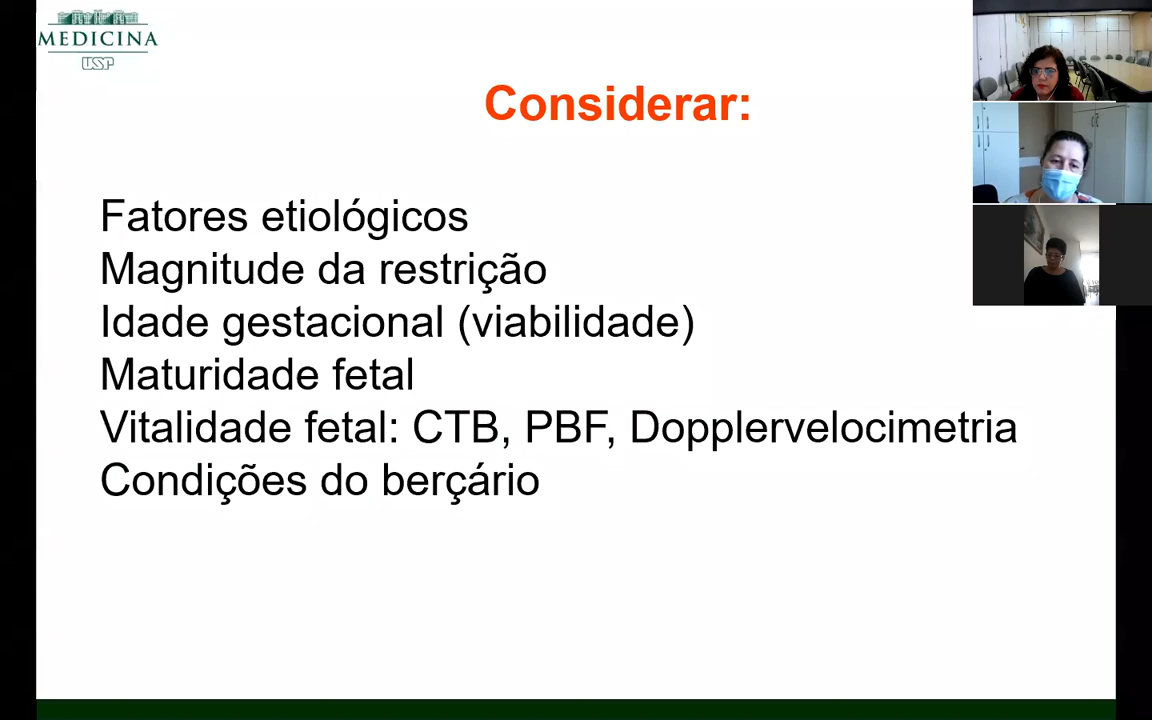 MEDICINA
USP
Considerar:
Fatores etiológicos
Magnitude da restrição
Idade gestacional (viabilidade)
Maturidade fetal
Vitalidade fetal: CTB, PBF, Dopplervelocimetria
Condições do berçário